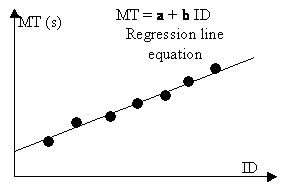 MT (s)
MT = a + b ID
Regression line
equation
ID